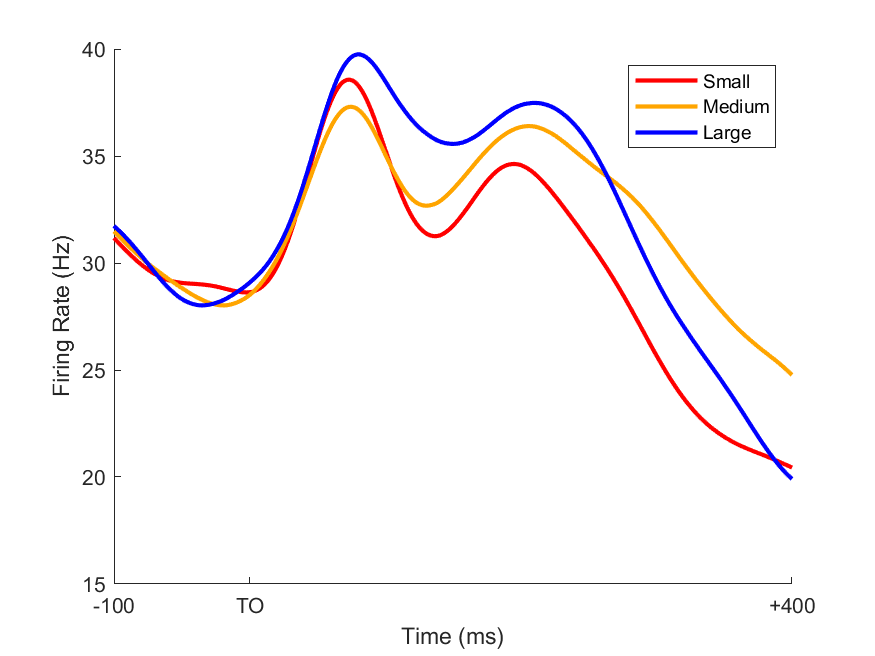 40
35
30
25
20
15
Firing Rate (Hz)
Small
Medium
Large
-100 TO +400
Time (ms)